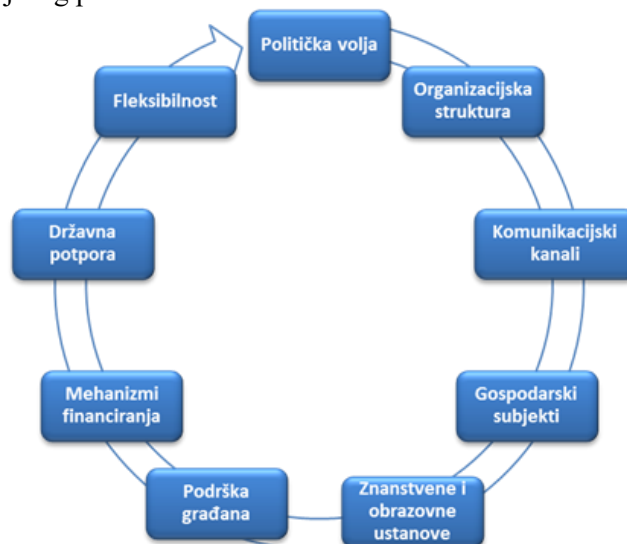 Politička volja
Organizacijska
struktura
Komunikacijski
kanali
Gospodarski
subjekti
Znanstvene i
obrazovne
ustanove
Podrška
građana
Mehanizmi
financiranja
Državna
potpora
Fleksibilnost